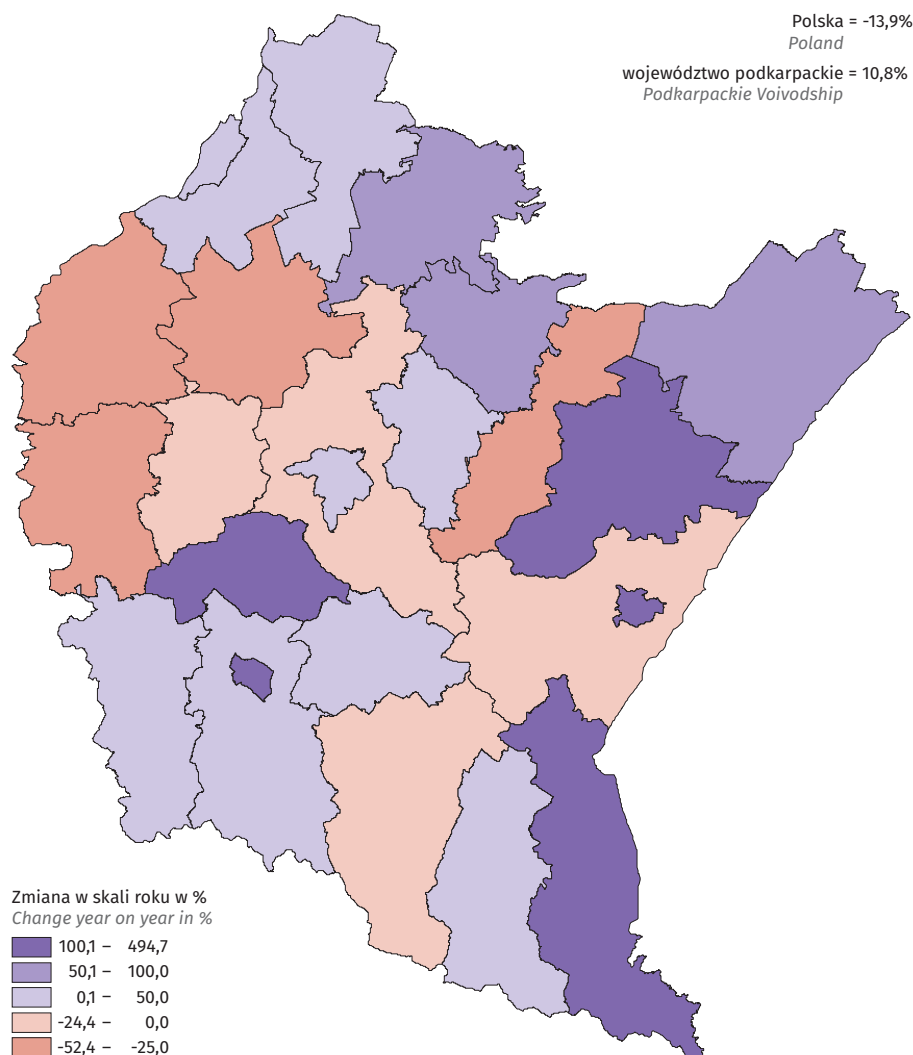 Polska = -13,9%
Poland
województwo podkarpackie = 10,8%
Podkarpackie Voivodship
Zmiana w skali roku w %
Change year on year in %
100,1 – 494,7
50,1 – 100,0
0,1 – 50,0
-24,4 – 0,0
-52,4 – -25,0